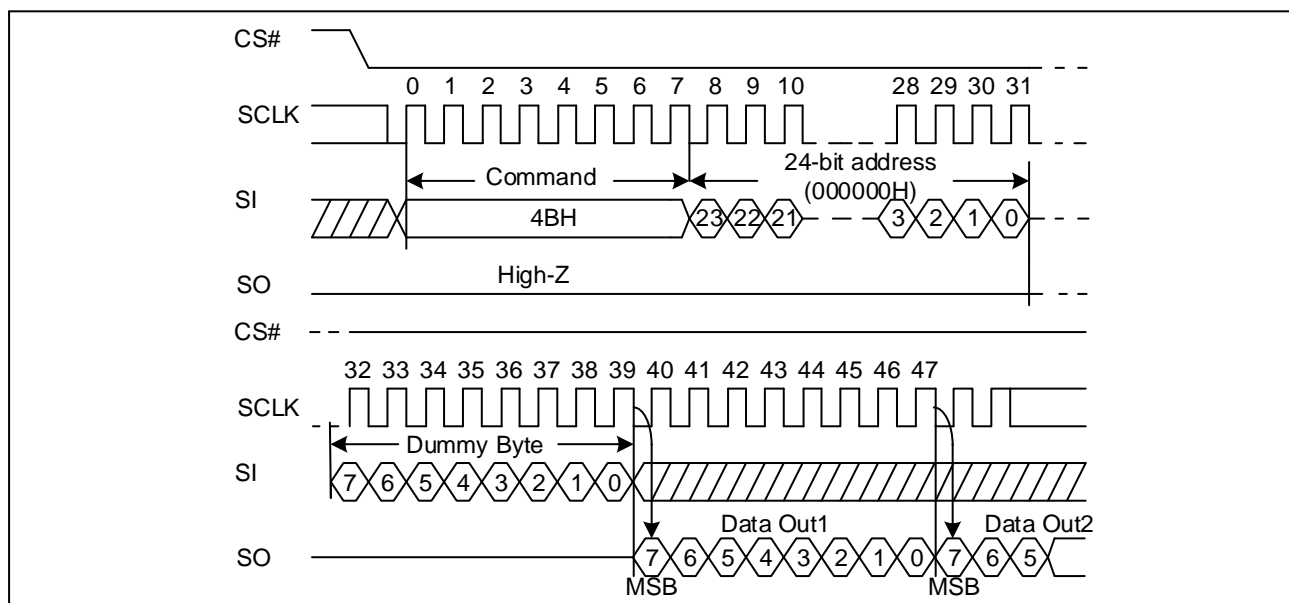 CS#
0 1 2 3 4 5 6 7 8 9 10 28 29 30 31
SCLK
Command
24-bit address
(000000H)
SI
4BH
23 22 21 3 2 1 0
High-Z
SO
CS#
32 33 34 35 36 37 38 39 40 41 42 43 44 45 46 47
SCLK
Dummy Byte
SI
7 6 5 4 3 2 1 0
Data Out1 Data Out2
SO
7 6 5 4 3 2 1 0 7 6 5
MSB MSB